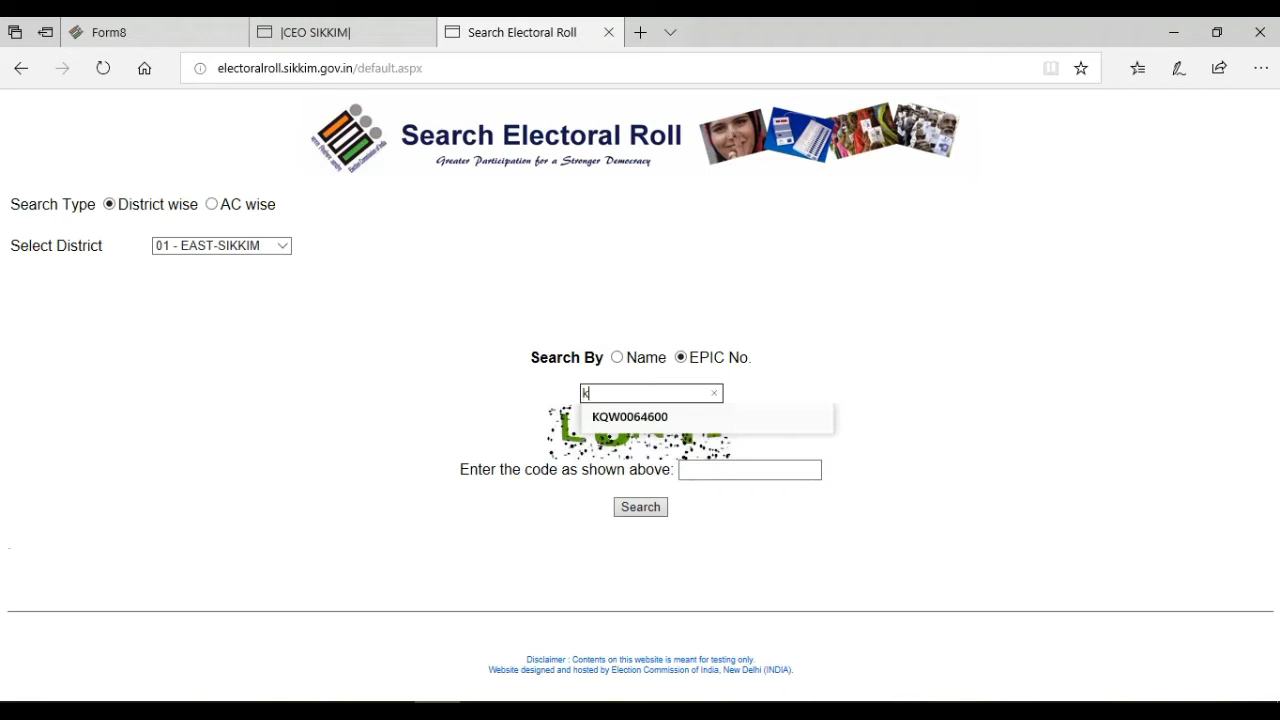 Form8
|CEO SIKKIM|
Search Electoral Roll
electoralroll.sikkim.gov.in/default.aspx
Search Electoral Roll
Greater Participation for a Stronger Democracy
Search Type District wise AC wise
Select District 01 - EAST-SIKKIM
Search By Name EPIC No.
k
KQW0064600
Enter the code as shown above:
Search
Disclaimer : Contents on this website is meant for testing only
Website designed and hosted by Election Commission of India, New Delhi (INDIA).